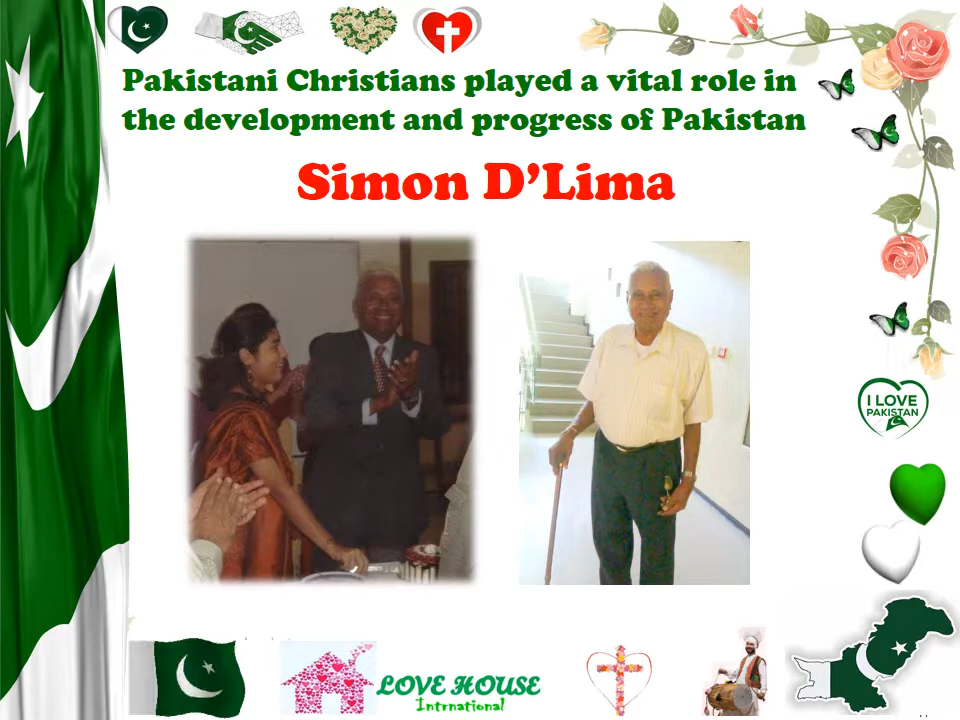 Pakistani Christians played a vital role in
the development and progress of Pakistan
Simon D’Lima
I LOVE
PAKISTAN
LOVE HOUSE
Intrnational